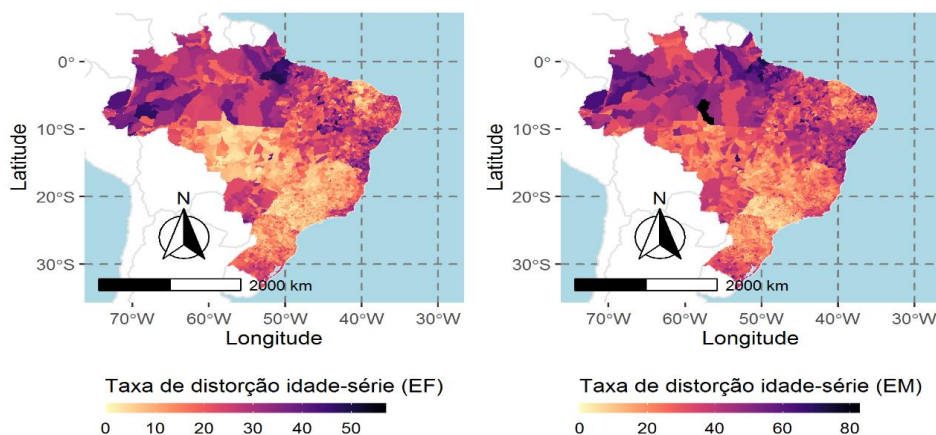 0°
10°S
20°S
30°S
Latitude
N
2000 km
70°W 60°W 50°W 40°W 30°W
Longitude
Taxa de distorção idade-série (EF)
0 10 20 30 40 50
0°
10°S
20°S
30°S
Latitude
N
2000 km
70°W 60°W 50°W 40°W 30°W
Longitude
Taxa de distorção idade-série (EM)
0 20 40 60 80